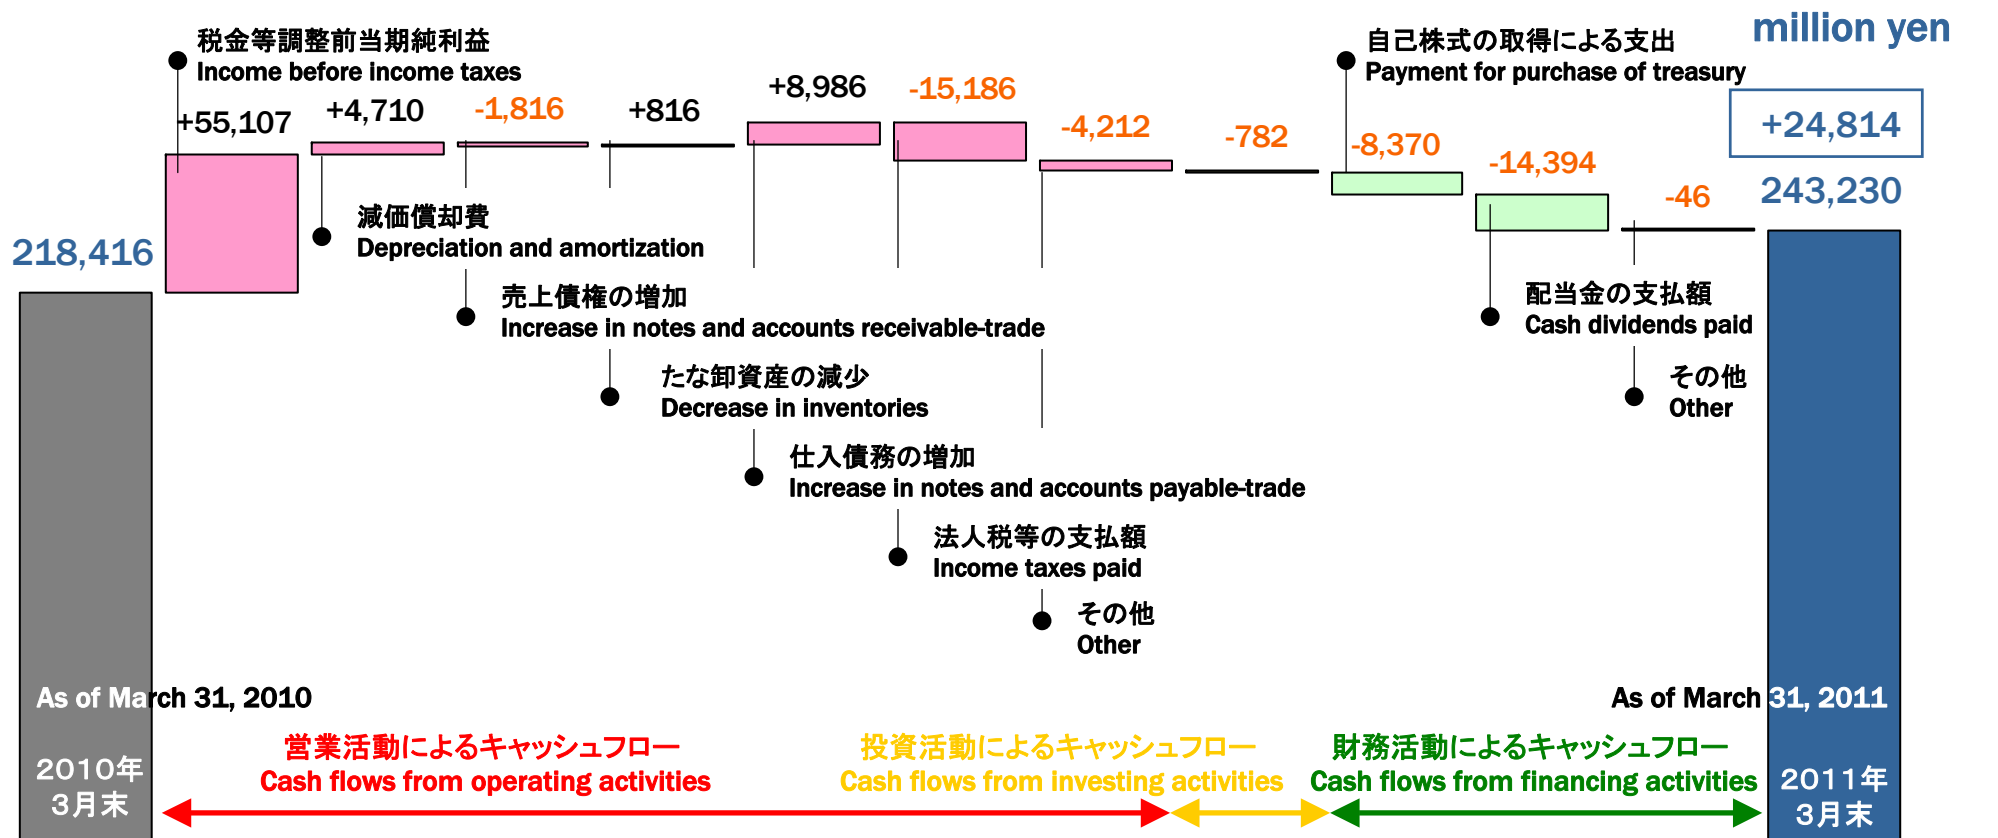 million yen
税金等調整前当期純利益
Income before income taxes
自己株式の取得による支出
Payment for purchase of treasury
+55,107
+4,710
-1,816
+816
+8,986
-15,186
-4,212
-782
-8,370
-14,394
-46
+24,814
243,230
218,416
減価償却費
Depreciation and amortization
売上債権の増加
Increase in notes and accounts receivable-trade
たな卸資産の減少
Decrease in inventories
仕入債務の増加
Increase in notes and accounts payable-trade
法人税等の支払額
Income taxes paid
その他
Other
配当金の支払額
Cash dividends paid
その他
Other
As of March 31, 2010
2010年
3月末
営業活動によるキャッシュフロー
Cash flows from operating activities
投資活動によるキャッシュフロー
Cash flows from investing activities
財務活動によるキャッシュフロー
Cash flows from financing activities
As of March 31, 2011
2011年
3月末